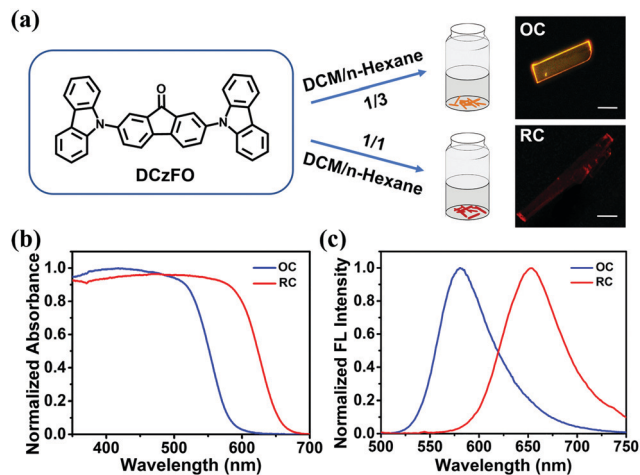 (a)
DCM/n-Hexane
1/3
OC
O
N
N
DCzFO
1/1
DCM/n-Hexane
RC
(b)
(c)
Normalized Absorbance
1.0
0.8
0.6
0.4
0.2
0.0
400
500
600
700
Wavelength (nm)
OC
RC
Normalized FL Intensity
1.0
0.8
0.6
0.4
0.2
0.0
500
550
600
650
700
750
Wavelength (nm)
OC
RC